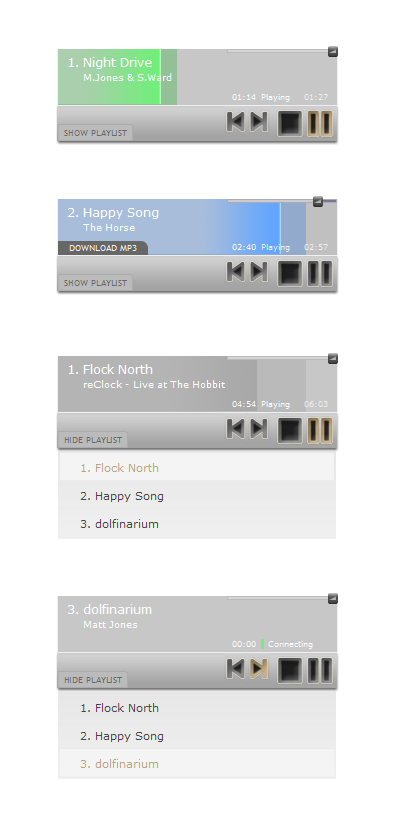 1. Night Drive
M.Jones & S.Ward
01:14 Playing 01:27
SHOW PLAYLIST
2. Happy Song
The Horse
DOWNLOAD MP3
02:40 Playing 02:57
SHOW PLAYLIST
1. Flock North
reClock - Live at The Hobbit
04:54 Playing 06:03
HIDE PLAYLIST
1. Flock North
2. Happy Song
3. dolfinarium
3. dolfinarium
Matt Jones
00:00 Connecting
HIDE PLAYLIST
1. Flock North
2. Happy Song
3. dolfinarium